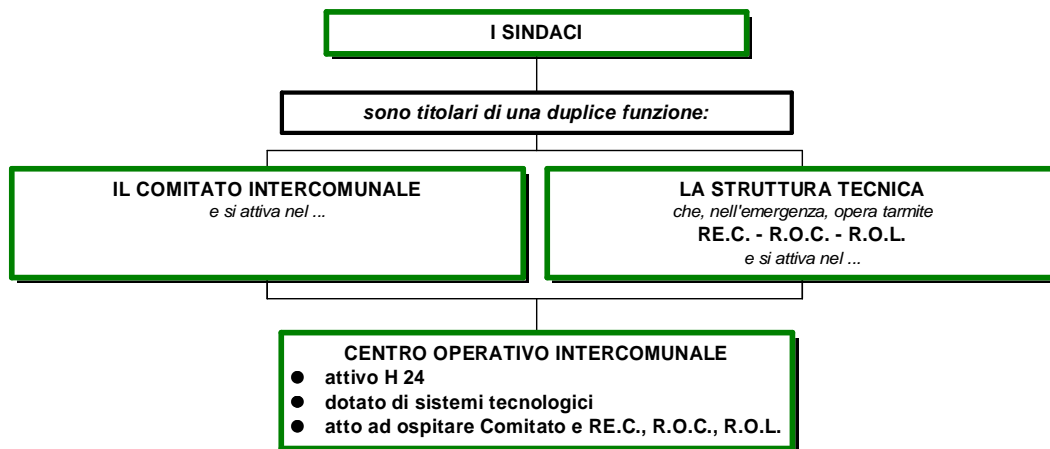 I SINDACI
sono titolari di una duplice funzione:
IL COMITATO INTERCOMUNALE
e si attiva nel ...
LA STRUTTURA TECNICA
che, nell'emergenza, opera tarmite
RE.C. - R.O.C. - R.O.L.
e si attiva nel ...
CENTRO OPERATIVO INTERCOMUNALE
● attivo H 24
● dotato di sistemi tecnologici
● atto ad ospitare Comitato e RE.C., R.O.C., R.O.L.